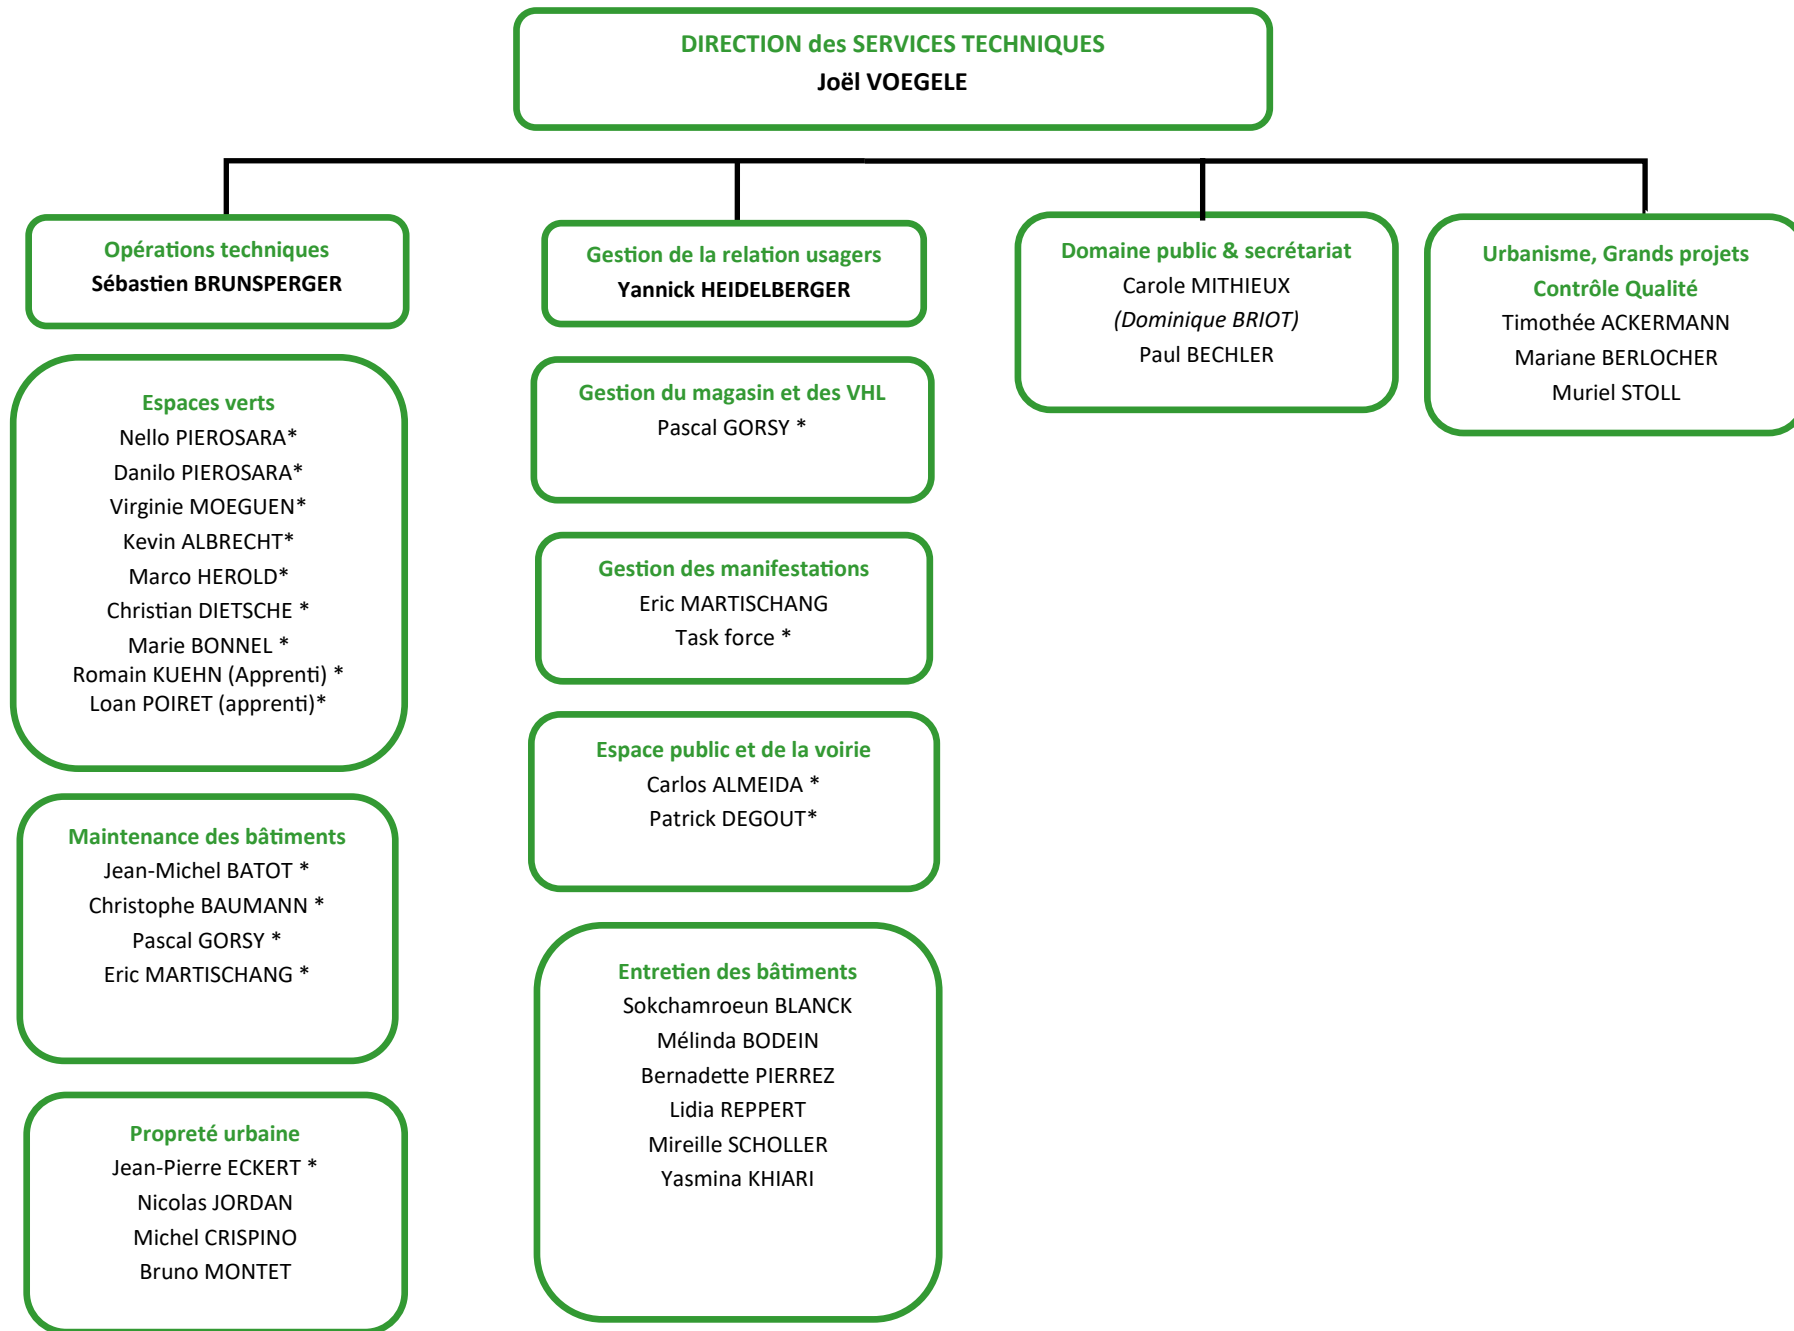 DIRECTION des SERVICES TECHNIQUES
Joël VOEGELE
Opérations techniques
Sébastien BRUNSPERGER
Espaces verts
Nello PIEROSARA*
Danilo PIEROSARA*
Virginie MOEGUEN*
Kevin ALBRECHT*
Marco HEROLD*
Christian DIETSCHE *
Marie BONNEL *
Romain KUEHN (Apprenti) *
Loan POIRET (apprenti)*
Maintenance des bâtiments
Jean-Michel BATOT *
Christophe BAUMANN *
Pascal GORSY *
Eric MARTISCHANG *
Propreté urbaine
Jean-Pierre ECKERT *
Nicolas JORDAN
Michel CRISPINO
Bruno MONTET
Gestion de la relation usagers
Yannick HEIDELBERGER
Gestion du magasin et des VHL
Pascal GORSY *
Gestion des manifestations
Eric MARTISCHANG
Task force *
Espace public et de la voirie
Carlos ALMEIDA *
Patrick DEGOUT*
Entretien des bâtiments
Sokchamroeun BLANCK
Mélinda BODEIN
Bernadette PIERREZ
Lidia REPPERT
Mireille SCHOLLER
Yasmina KHIARI
Domaine public & secrétariat
Carole MITHIEUX
(Dominique BRIOT)
Paul BECHLER
Urbanisme, Grands projets
Contrôle Qualité
Timothée ACKERMANN
Mariane BERLOCHER
Muriel STOLL